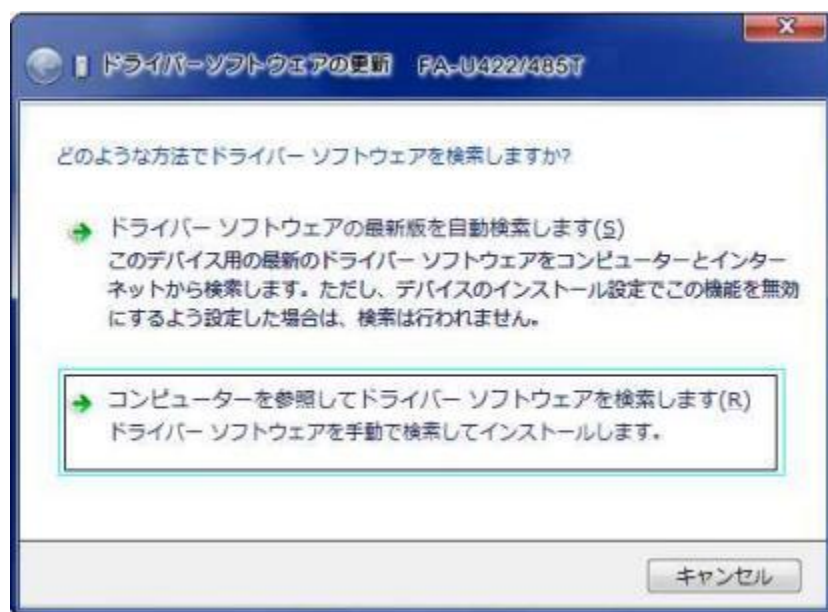 ドライバーソフトウェアの更新 FA-U422/485T
どのような方法でドライバー ソフトウェアを検索しますか?
ドライバー ソフトウェアの最新版を自動検索します(S)
このデバイス用の最新のドライバー ソフトウェアをコンピューターとインター
ネットから検索します。ただし、デバイスのインストール設定でこの機能を無効
にするよう設定した場合は、検索は行われません。
コンピューターを参照してドライバー ソフトウェアを検索します(R)
ドライバー ソフトウェアを手動で検索してインストールします。
キャンセル